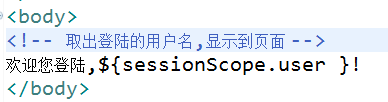 <body>
<!-- 取出登陆的用户名,显示到页面 -->
欢迎您登陆,${sessionScope.user }!
</body>